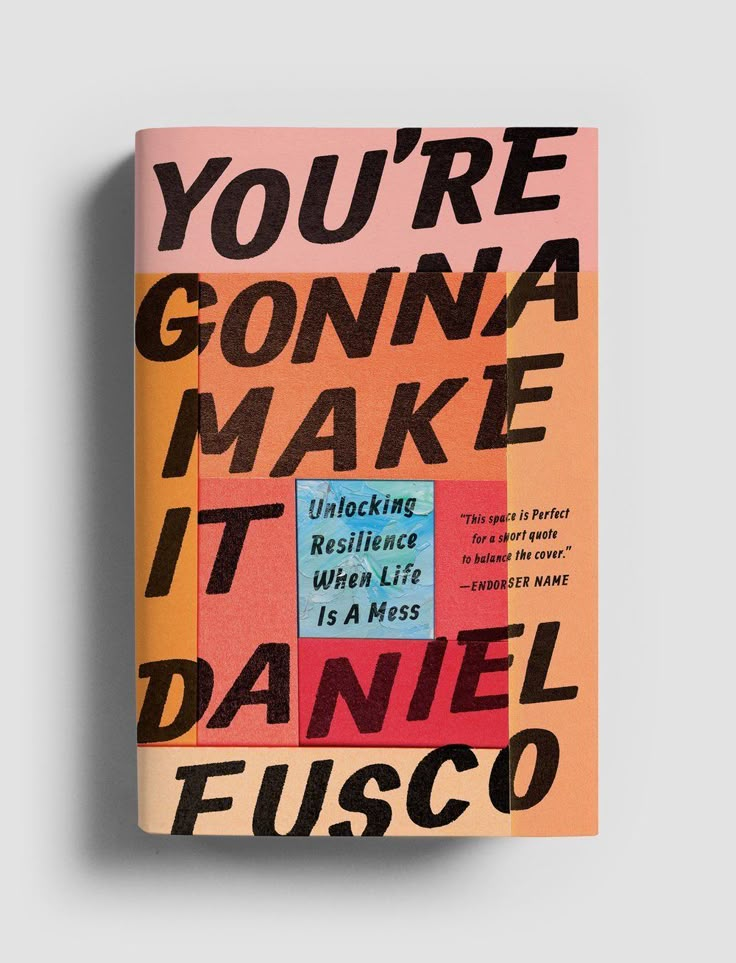 YOU'RE
GONNA
MAKE
IT
Unlocking
Resilience
When Life
Is A Mess
"This space is Perfect
for a short quote
to balance the cover."
—ENDORSER NAME
DANIEL
FUSCO